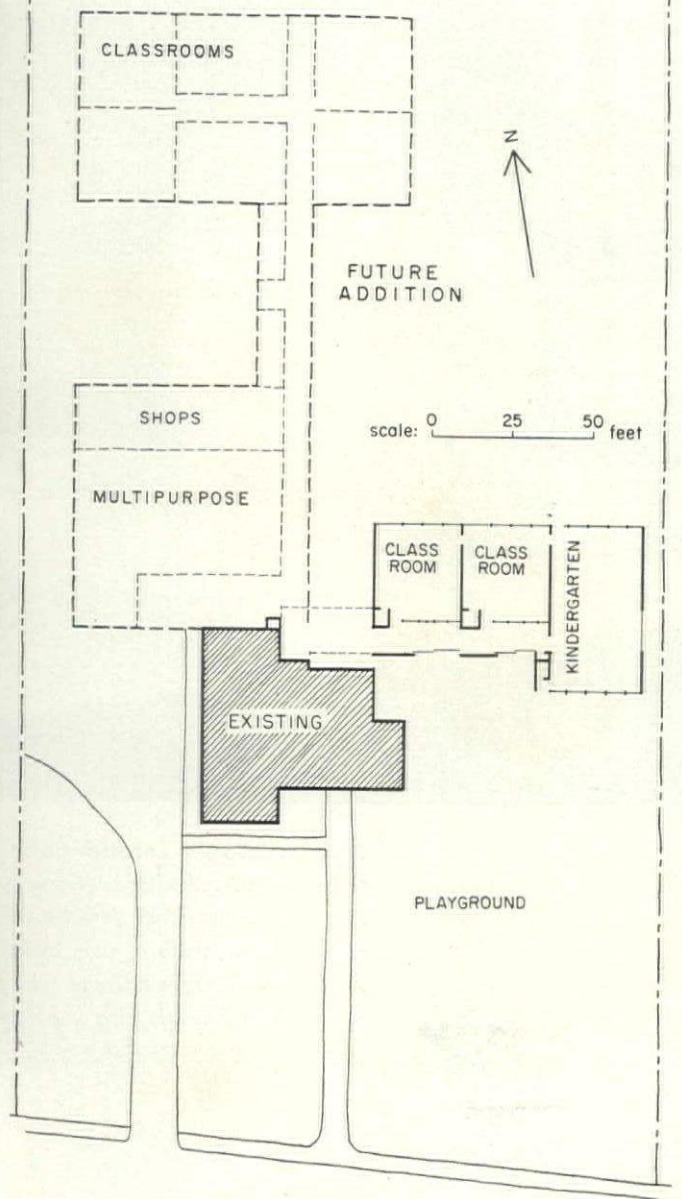 CLASSROOMS
N
FUTURE
ADDITION
SHOPS
scale: 0 25 50 feet
MULTIPURPOSE
CLASS
ROOM
CLASS
ROOM
KINDERGARTEN
EXISTING
PLAYGROUND